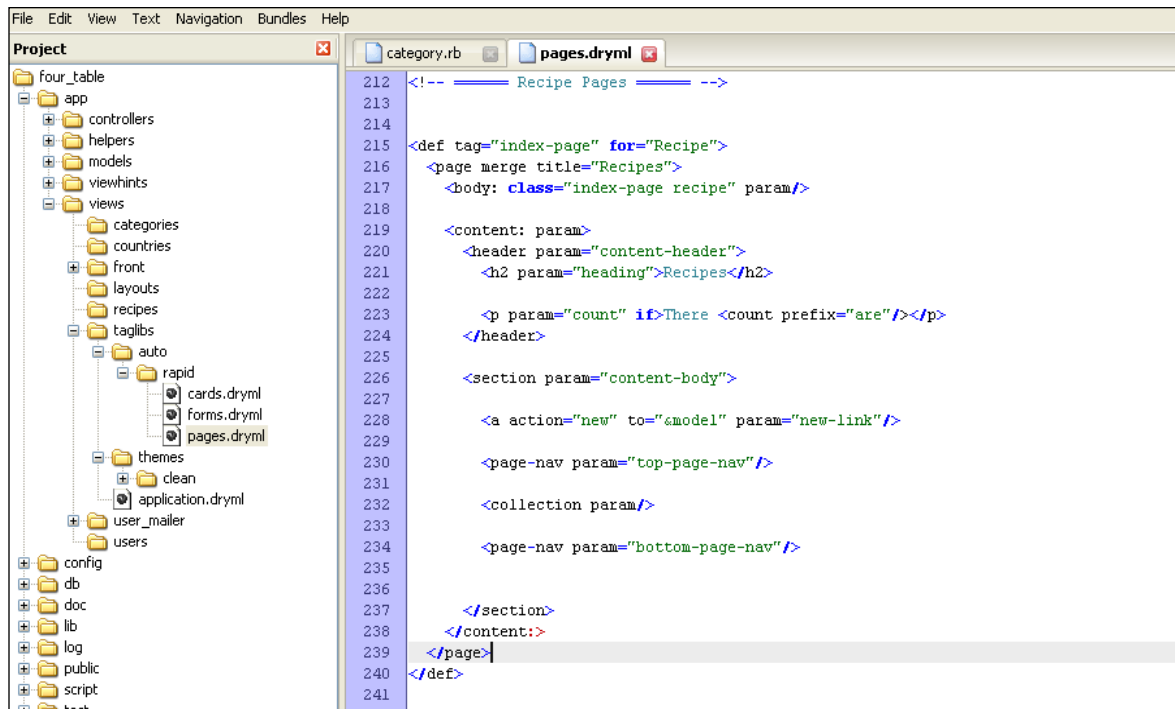 File Edit View Text Navigation Bundles Help
Project
four_table
app
controllers
helpers
models
viewhints
views
categories
countries
front
layouts
recipes
taglibs
auto
rapid
cards.dryml
forms.dryml
pages.dryml
themes
clean
application.dryml
user_mailer
users
config
db
doc
lib
log
public
script
test
category.rb pages.dryml
212 <!-- ====== Recipe Pages ====== -->
213
214
215 <def tag="index-page" for="Recipe">
216 <page merge title="Recipes">
217 <body: class="index-page recipe" param/>
218
219 <content: param>
220 <header param="content-header">
221 <h2 param="heading">Recipes</h2>
222
223 <p param="count" if>There <count prefix="are"/></p>
224 </header>
225
226 <section param="content-body">
227
228 <a action="new" to="&model" param="new-link"/>
229
230 <page-nav param="top-page-nav"/>
231
232 <collection param/>
233
234 <page-nav param="bottom-page-nav"/>
235
236
237 </section>
238 </content:>
239 </page>
240 </def>
241